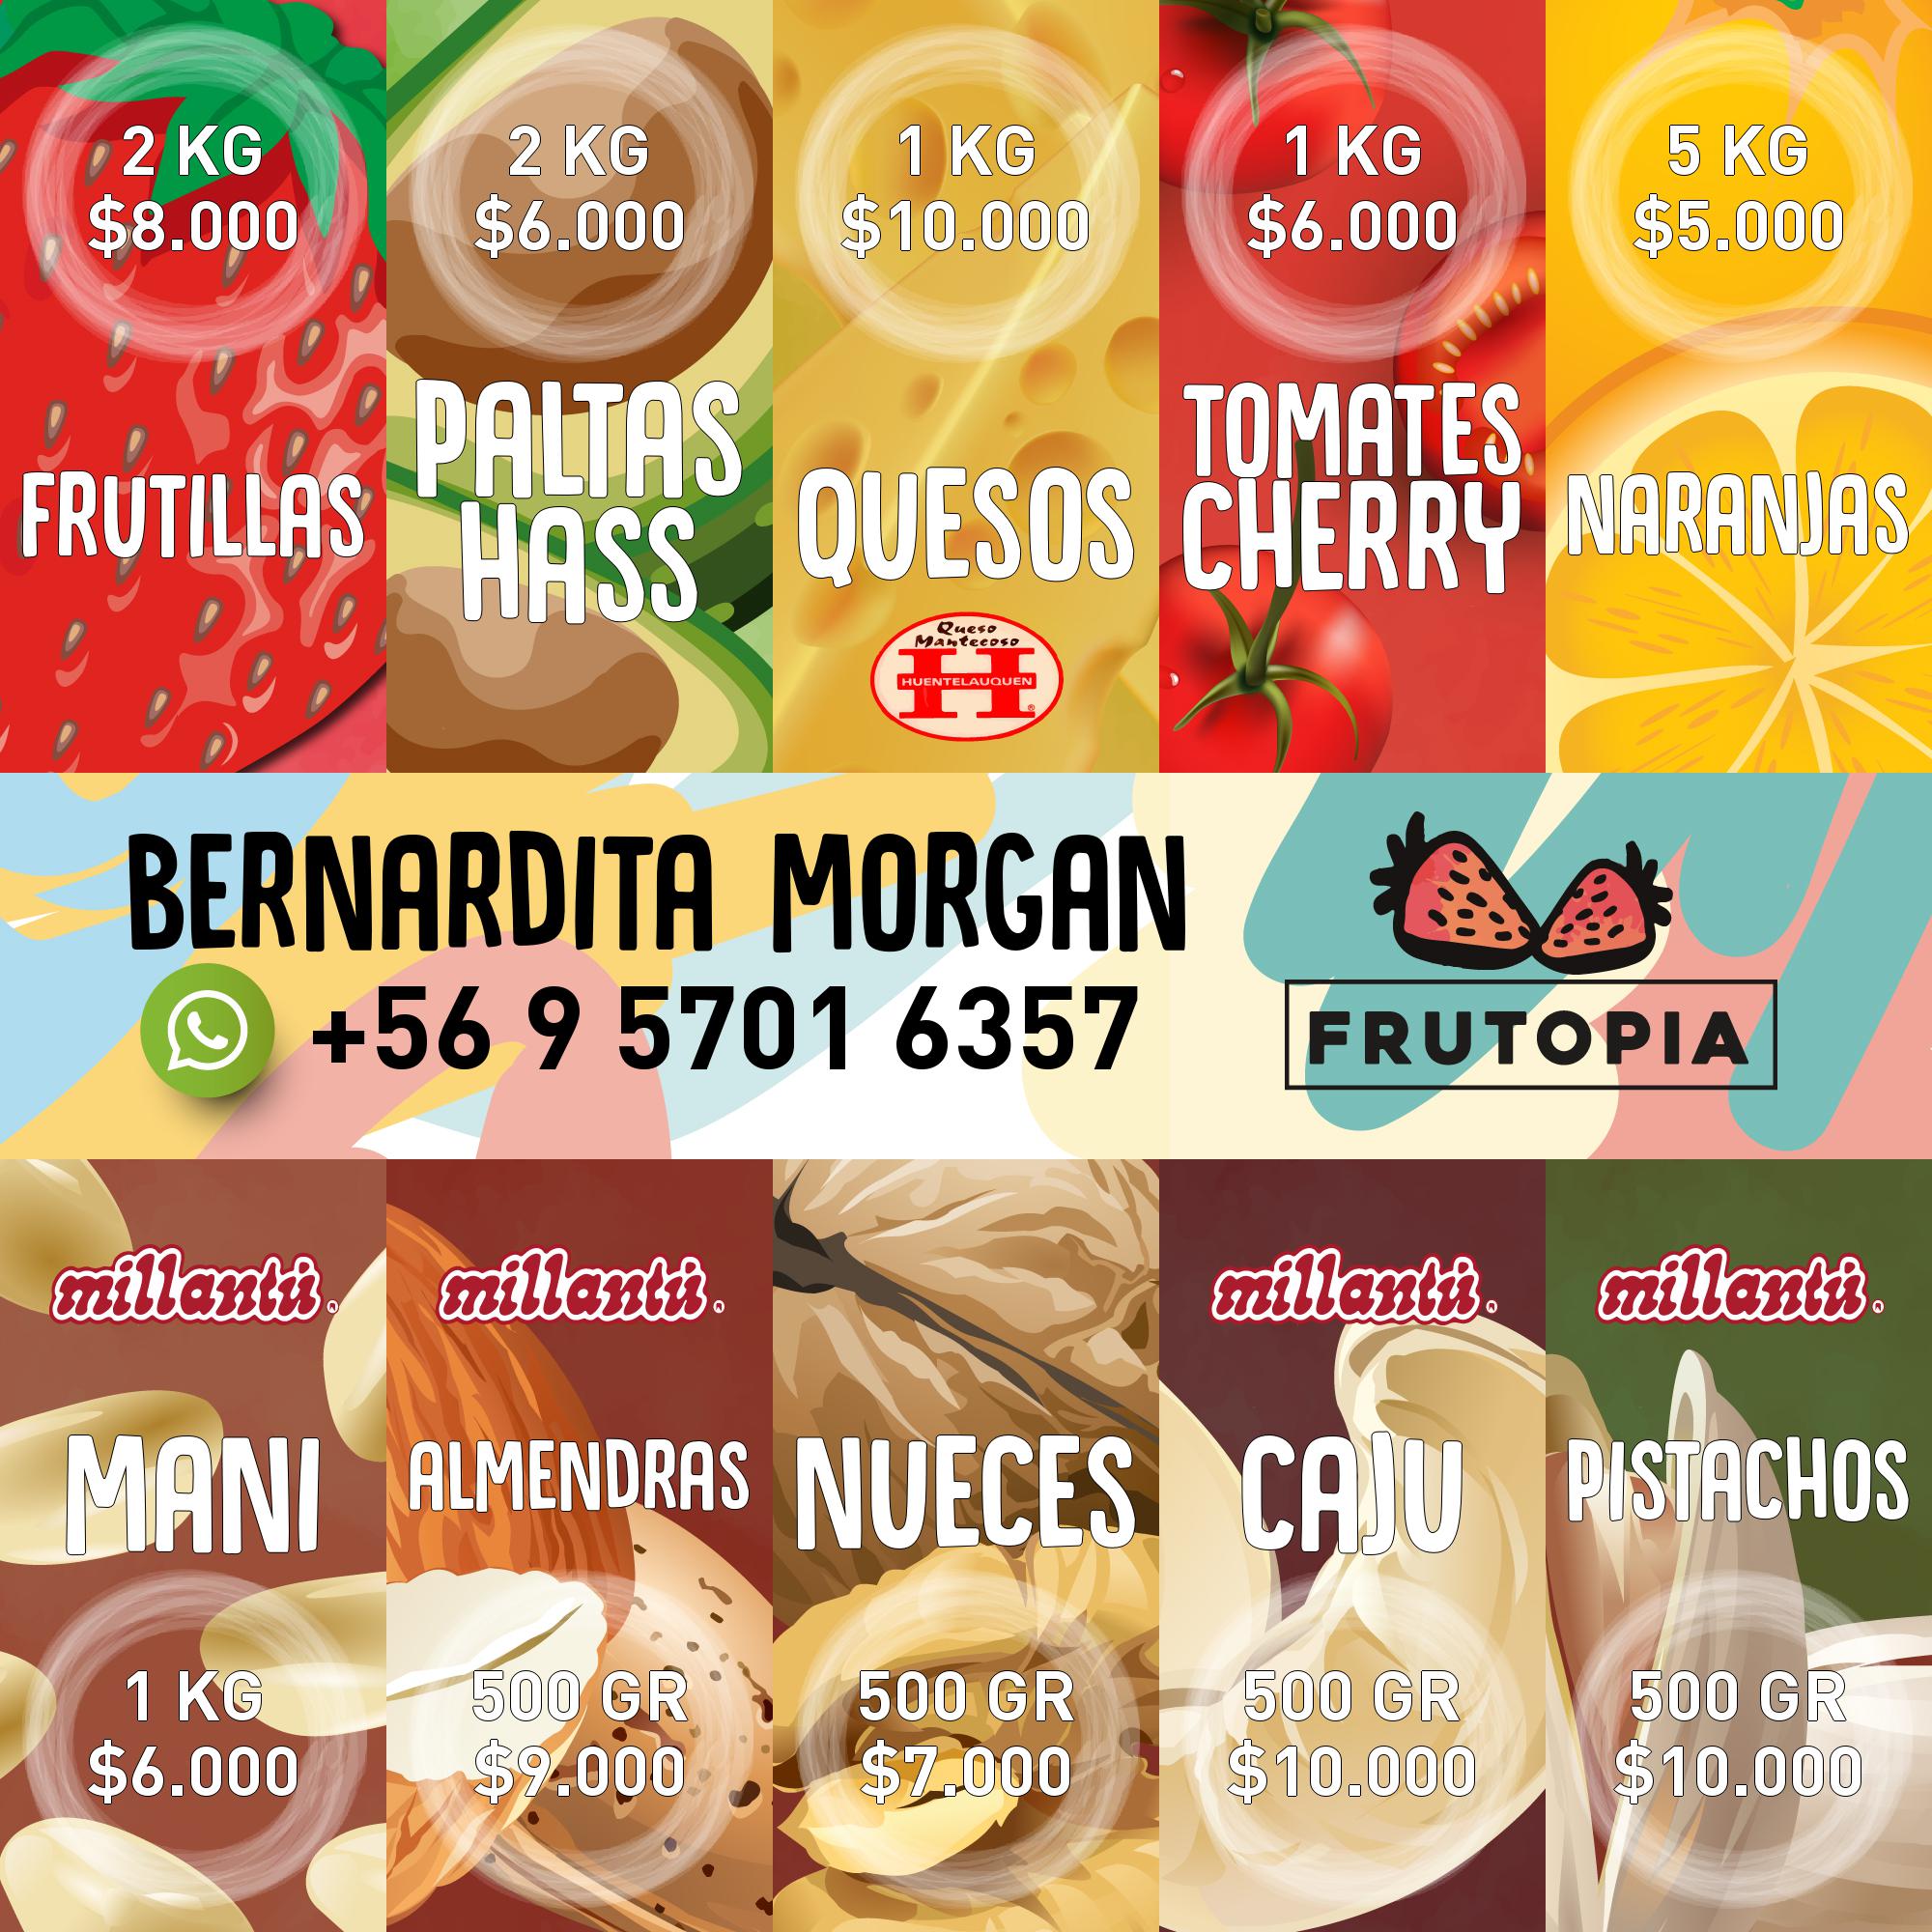 2 KG
$8.000
FRUTILLAS
2 KG
$6.000
PALTAS
HASS
1 KG
$10.000
QUESOS
Queso
Mantecoso
H
HUENTELAUQUEN
®
1 KG
$6.000
TOMATES
CHERRY
5 KG
$5.000
NARANJAS
BERNARDITA MORGAN
+56 9 5701 6357
FRUTOPIA
millantú®
MANI
1 KG
$6.000
millantú®
ALMENDRAS
500 GR
$9.000
NUECES
500 GR
$7.000
millantú®
CAJU
500 GR
$10.000
millantú®
PISTACHOS
500 GR
$10.000